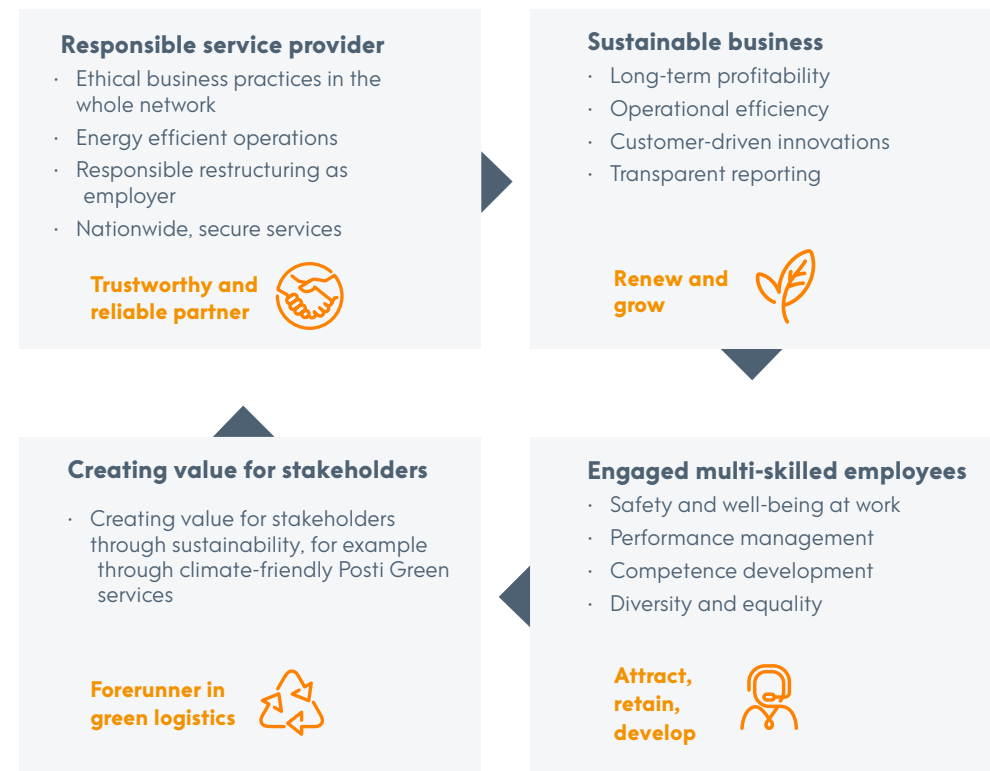 Responsible service provider
· Ethical business practices in the
whole network
· Energy efficient operations
· Responsible restructuring as
employer
· Nationwide, secure services
Trustworthy and
reliable partner
Sustainable business
· Long-term profitability
· Operational efficiency
· Customer-driven innovations
· Transparent reporting
Renew and
grow
Creating value for stakeholders
· Creating value for stakeholders
through sustainability, for example
through climate-friendly Posti Green
services
Forerunner in
green logistics
Engaged multi-skilled employees
· Safety and well-being at work
· Performance management
· Competence development
· Diversity and equality
Attract,
retain,
develop